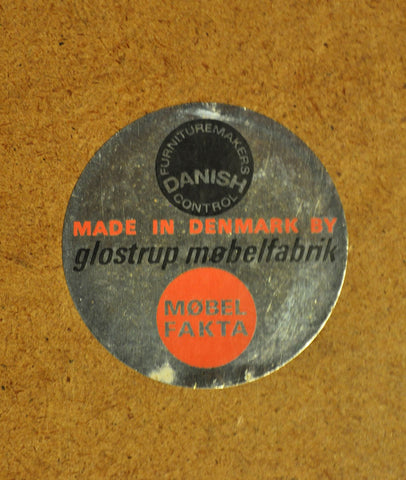 FURNITUREMAKERS
DANISH
CONTROL
MADE IN DENMARK BY
glostrup møbelfabrik
MØBEL
FAKTA